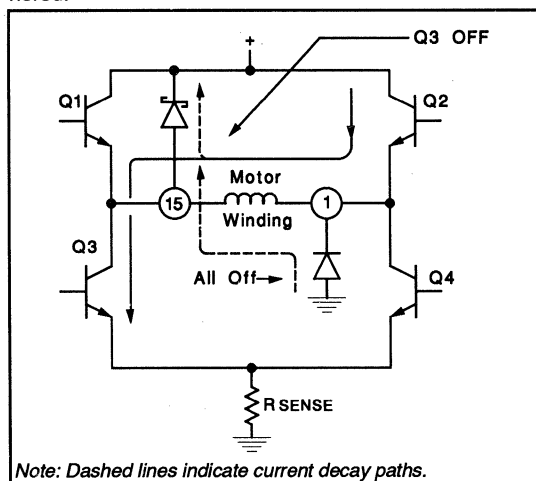 +
Q3 OFF
Q1
Q2
Motor
15
1
Winding
Q3
All Off
Q4
RSENSE
Note: Dashed lines indicate current decay paths.